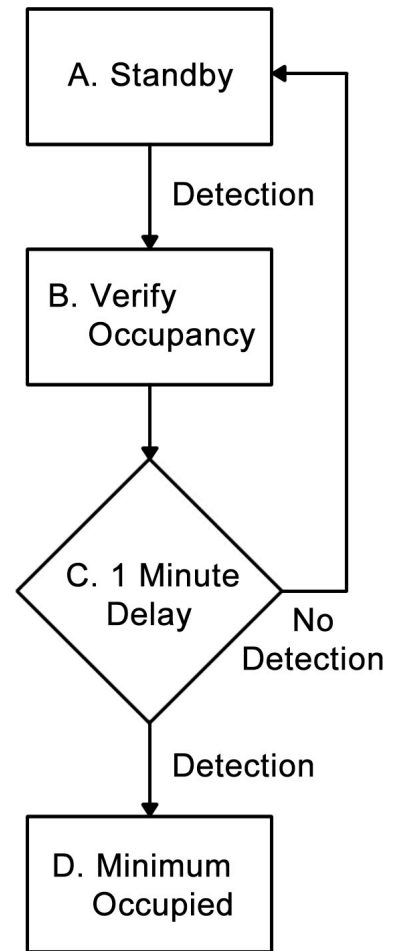 A. Standby
Detection
B. Verify
Occupancy
C. 1 Minute
Delay
No
Detection
Detection
D. Minimum
Occupied